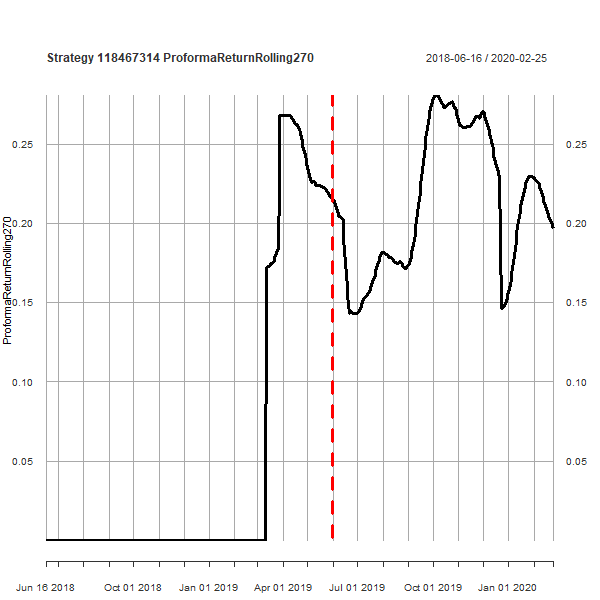 Strategy 118467314 ProformaReturnRolling270
2018-06-16 / 2020-02-25
ProformaReturnRolling270
0.25
0.25
0.20
0.20
0.15
0.15
0.10
0.10
0.05
0.05
Jun 16 2018
Oct 01 2018
Jan 01 2019
Apr 01 2019
Jul 01 2019
Oct 01 2019
Jan 01 2020